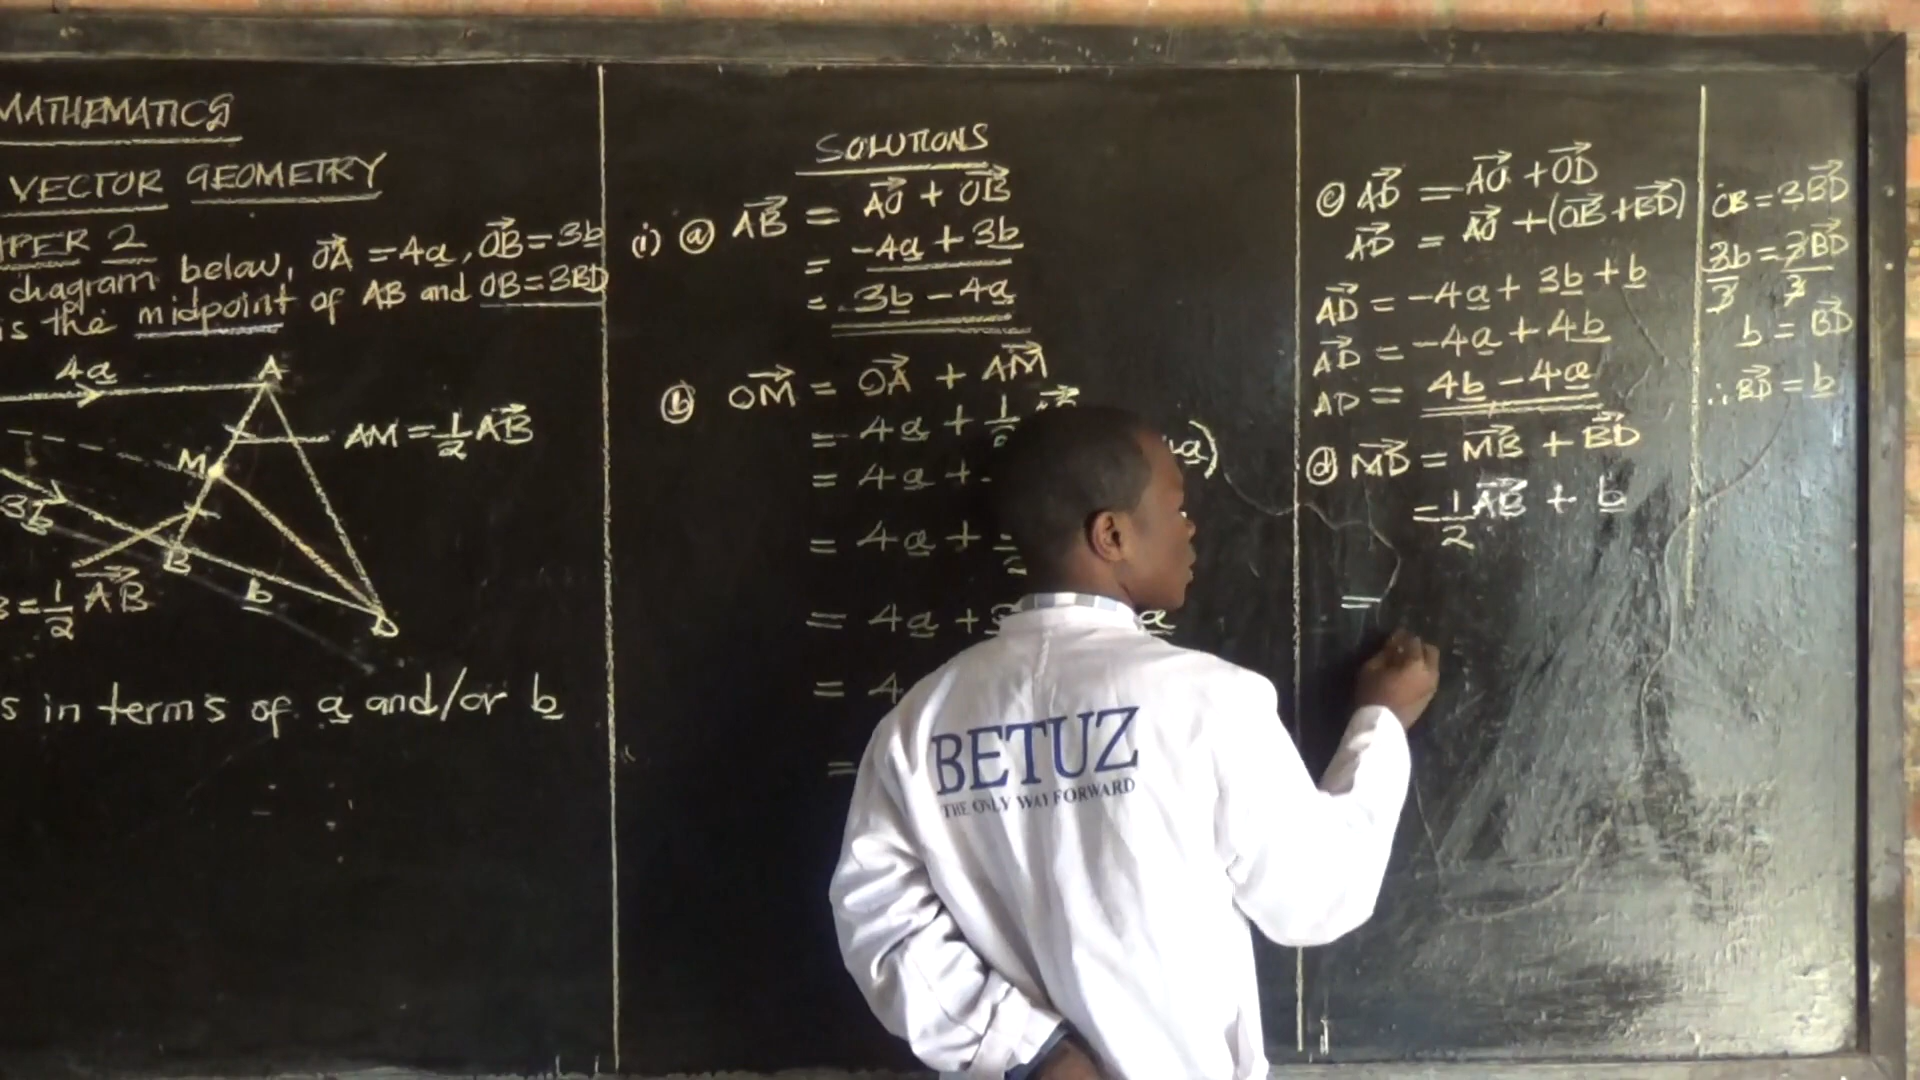 MATHEMATICS
VECTOR GEOMETRY
PER 2
diagram below, OA = 4a, OB = 3b
is the midpoint of AB and OB = 3BD
4a
A
AM = 1/2 AB
M
3b
B
b
D
= 1/2 AB
s in terms of a and/or b
SOLUTIONS
(i) (a) AB = AO + OB
= -4a + 3b
= 3b - 4a
(b) OM = OA + AM
= 4a + 1/2
= 4a +
a)
= 4a +
= 4a +
a
= 4
=
(c) AD = AO + OD
AD = AO + (OB + BD)
AD = -4a + 3b + b
AD = -4a + 4b
AD = 4b - 4a
(d) MD = MB + BD
= 1/2 AB + b
=
OB = 3BD
3b/3 = 3BD/3
b = BD
∴ BD = b
BETUZ
THE ONLY WAY FORWARD